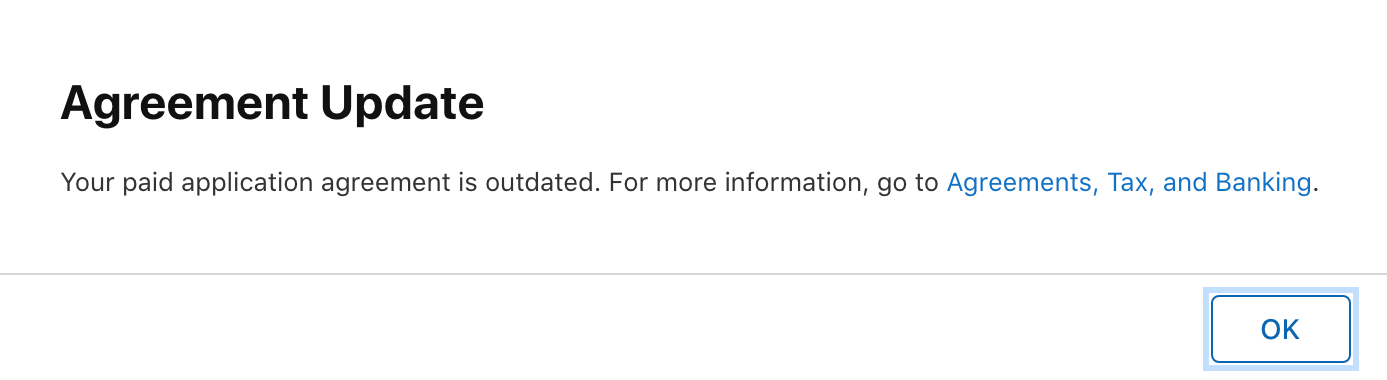 Agreement Update
Your paid application agreement is outdated. For more information, go to Agreements, Tax, and Banking.
OK